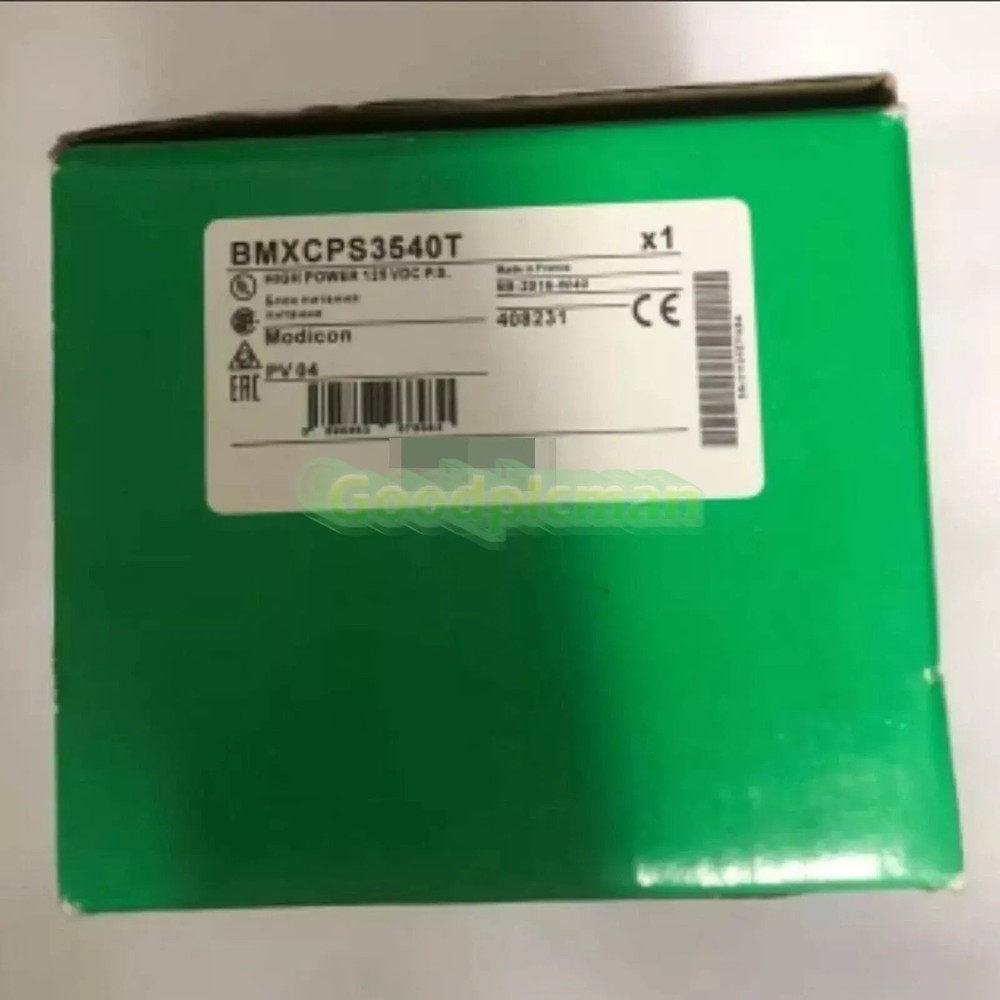 BMXCPS3540T
x1
HIGH POWER 125 VDC P.S.
Блок питания
питания
Modicon
PV 04
Made in France
408231
CE
EAC
Goodplcman